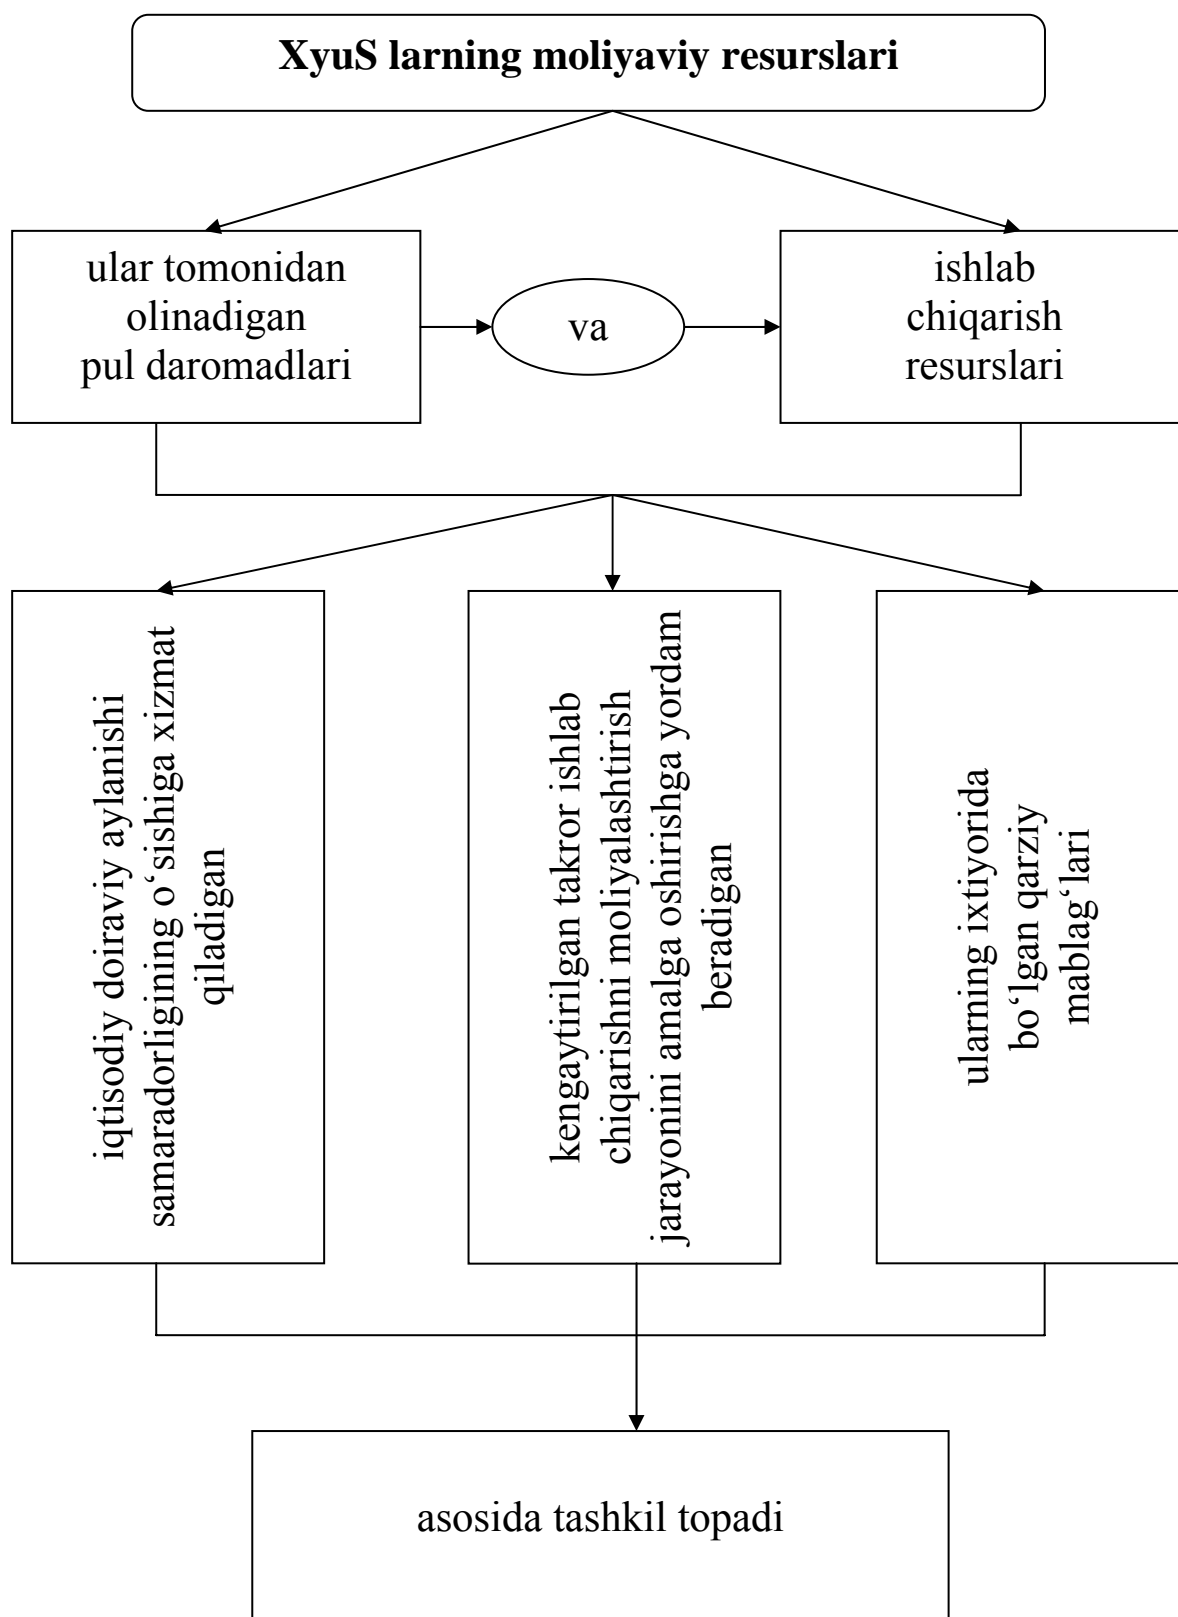 XyuS larning moliyaviy resurslari
ular tomonidan
olinadigan
pul daromadlari
va
ishlab
chiqarish
resurslari
iqtisodiy doiraviy aylanishi
samaradorligining o‘sishiga xizmat
qiladigan
kengaytirilgan takror ishlab
chiqarishni moliyalashtirish
jarayonini amalga oshirishga yordam
beradigan
ularning ixtiyorida
bo‘lgan qarziy
mablag‘lari
asosida tashkil topadi